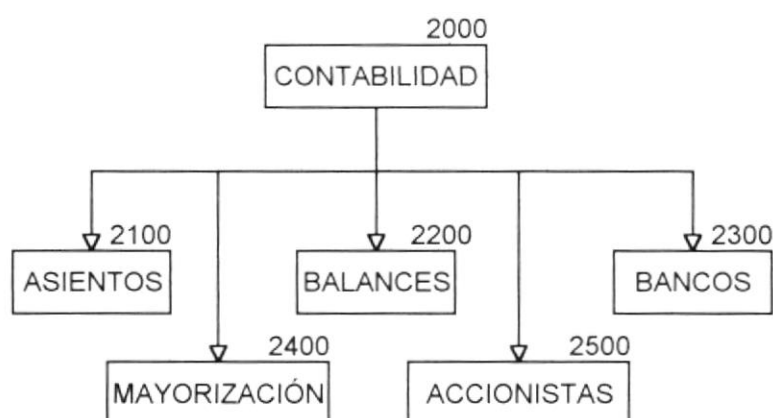 2000
CONTABILIDAD
2100
ASIENTOS
2200
BALANCES
2300
BANCOS
2400
MAYORIZACIÓN
2500
ACCIONISTAS